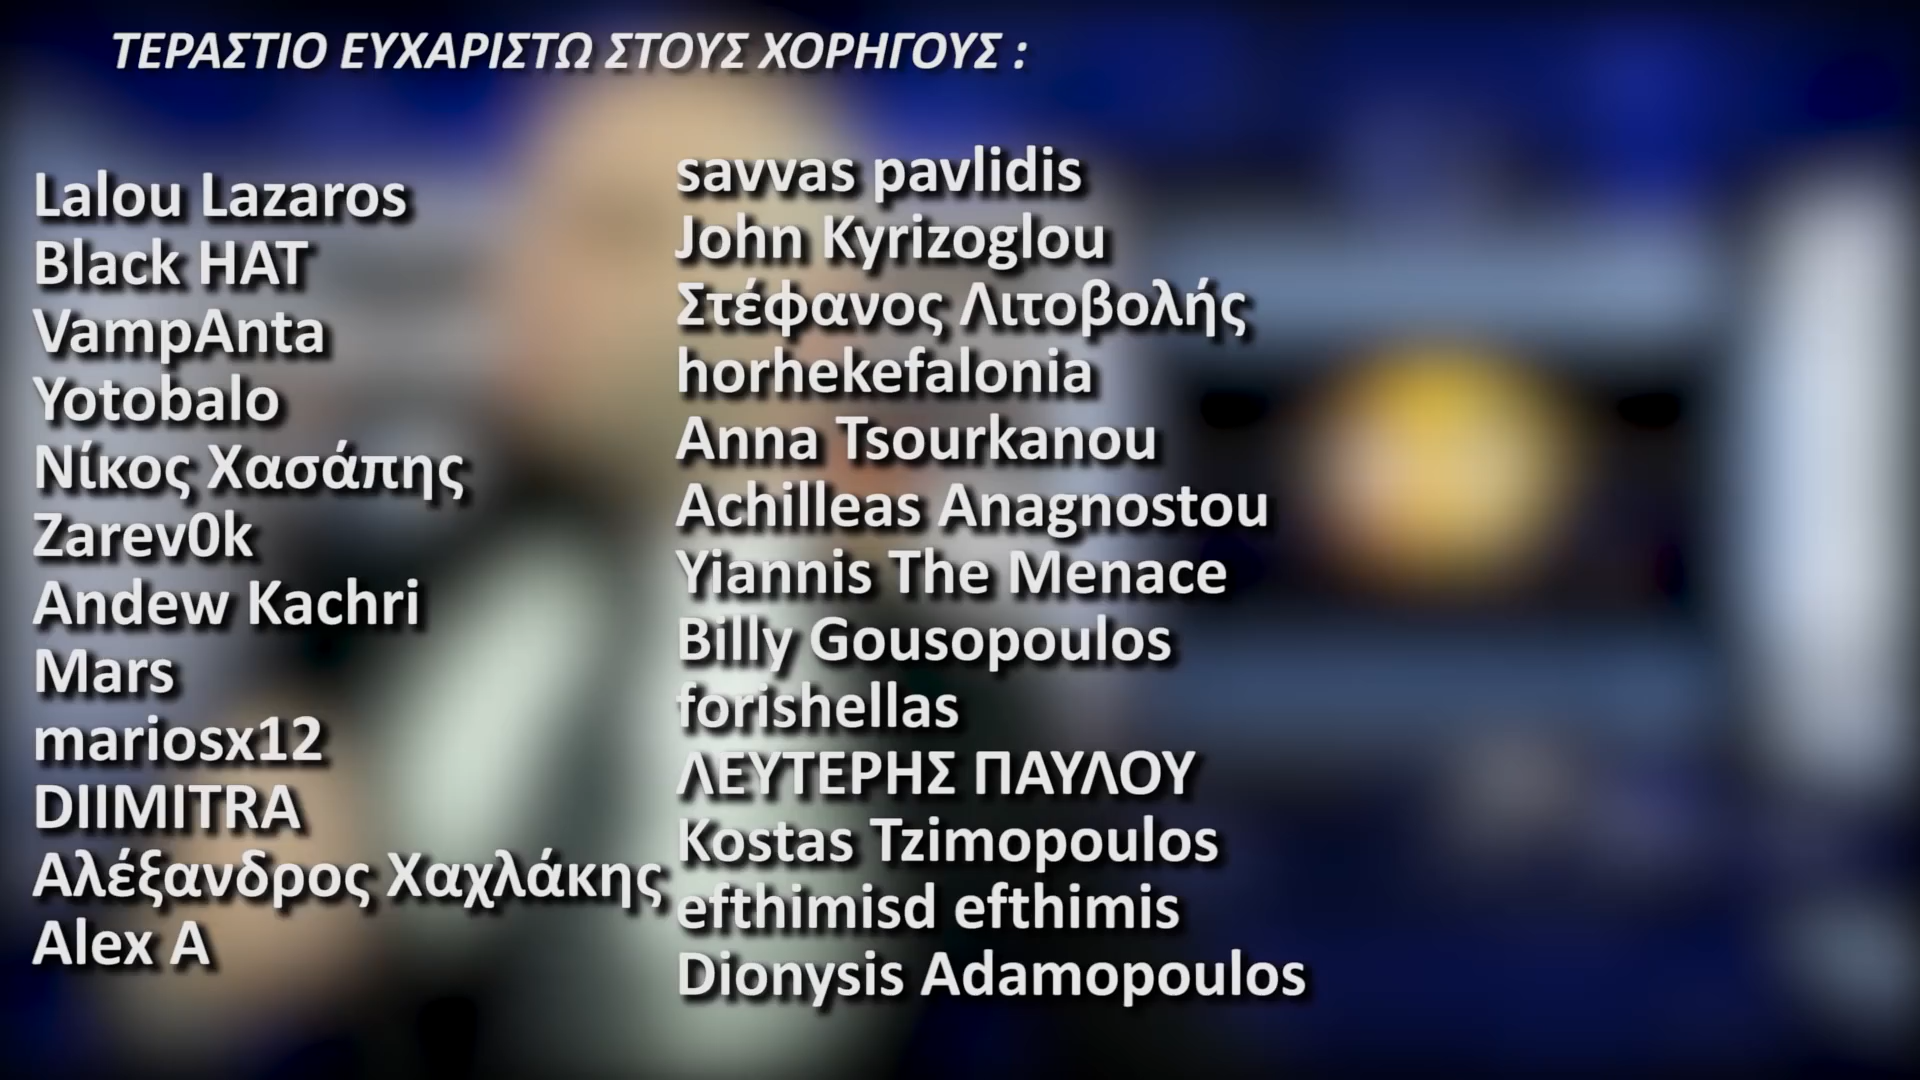 ΤΕΡΑΣΤΙΟ ΕΥΧΑΡΙΣΤΩ ΣΤΟΥΣ ΧΟΡΗΓΟΥΣ :
Lalou Lazaros
Black HAT
VampAnta
Yotobalo
Νίκος Χασάπης
Zarev0k
Andew Kachri
Mars
mariosx12
DIIMITRA
Αλέξανδρος Χαχλάκης
Alex A
savvas pavlidis
John Kyrizoglou
Στέφανος Λιτοβολής
horhekefalonia
Anna Tsourkanou
Achilleas Anagnostou
Yiannis The Menace
Billy Gousopoulos
forishellas
ΛΕΥΤΕΡΗΣ ΠΑΥΛΟΥ
Kostas Tzimopoulos
efthimisd efthimis
Dionysis Adamopoulos